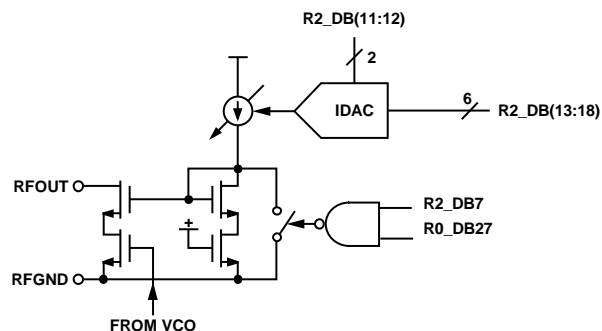 R2_DB(11:12)
2
IDAC
6
R2_DB(13:18)
RFOUT
R2_DB7
+
R0_DB27
RFGND
FROM VCO